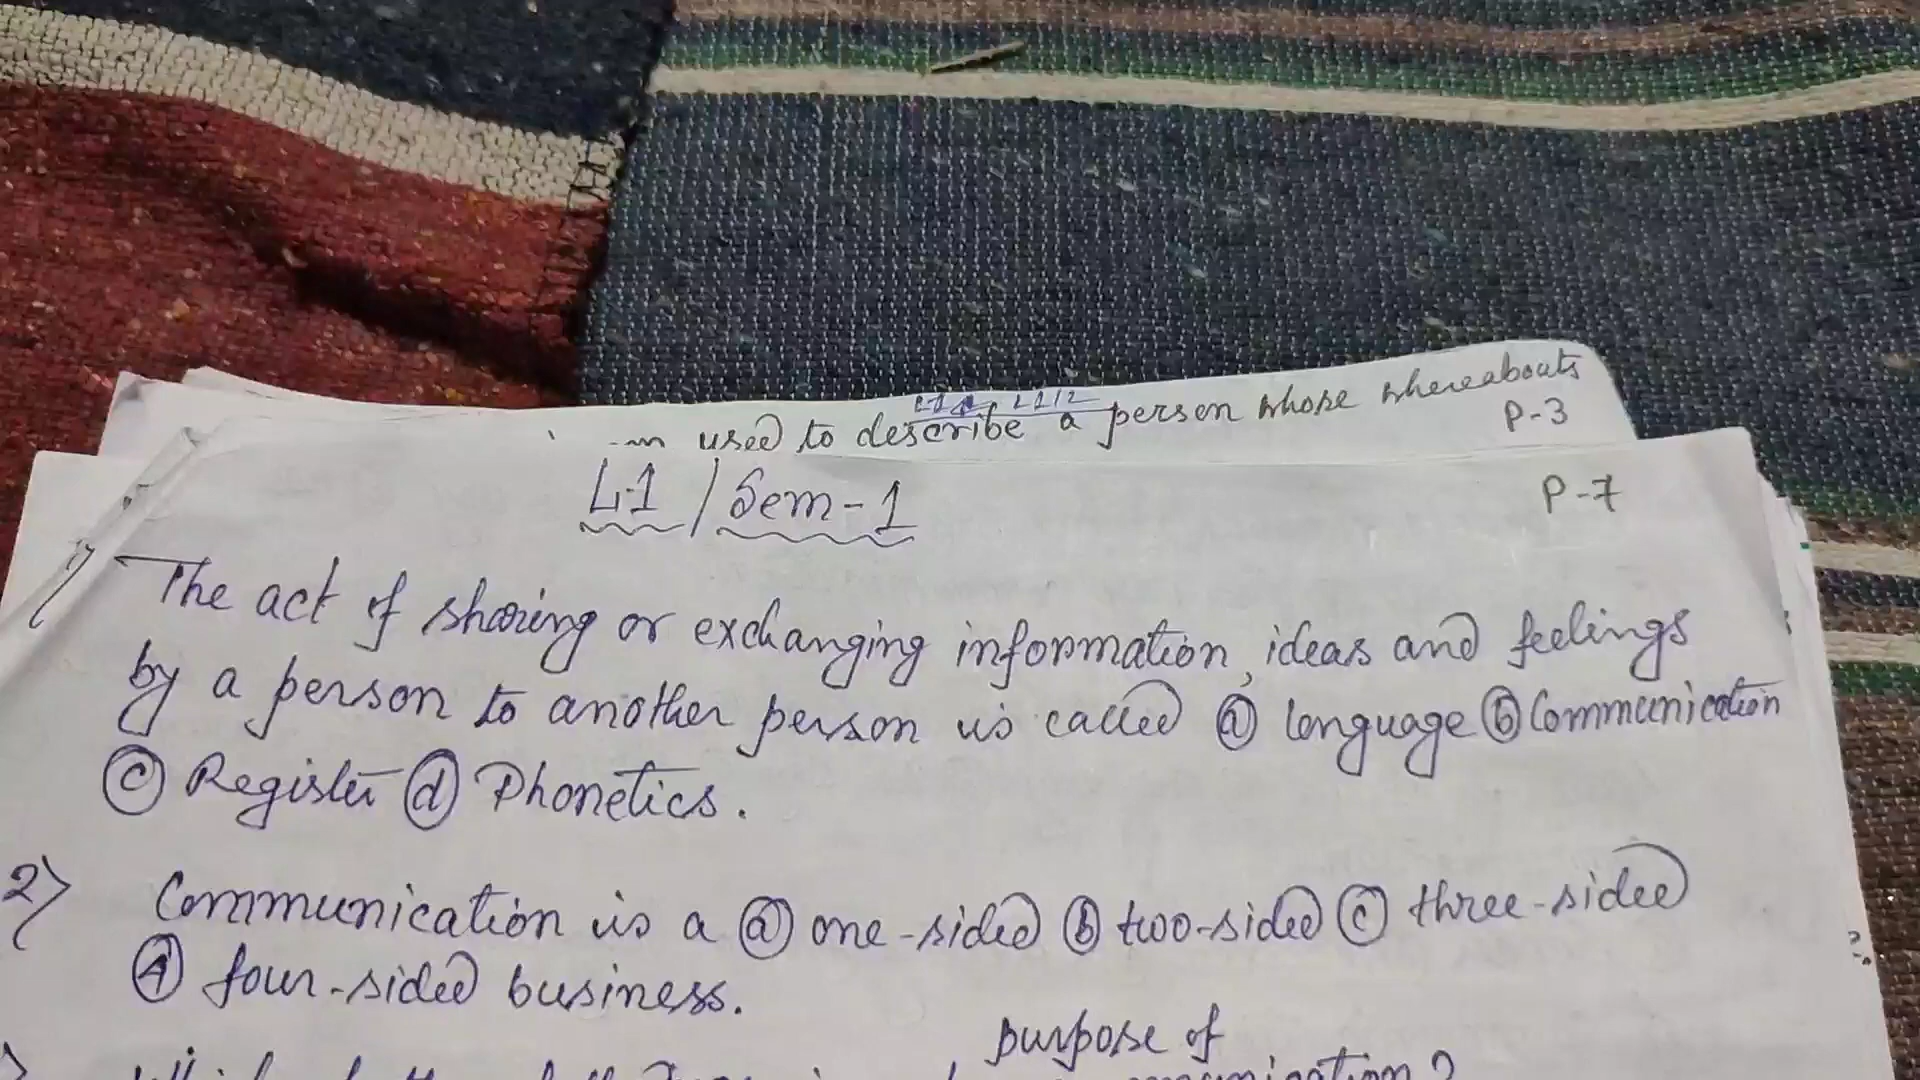 used to describe a person whose whereabouts
P-3
L-1 / Sem-1
P-7
1) The act of sharing or exchanging information, ideas and feelings
by a person to another person is called (a) language (b) Communication
(c) Register (d) Phonetics.
2) Communication is a (a) one-sided (b) two-sided (c) three-sided
(d) four-sided business.
purpose of